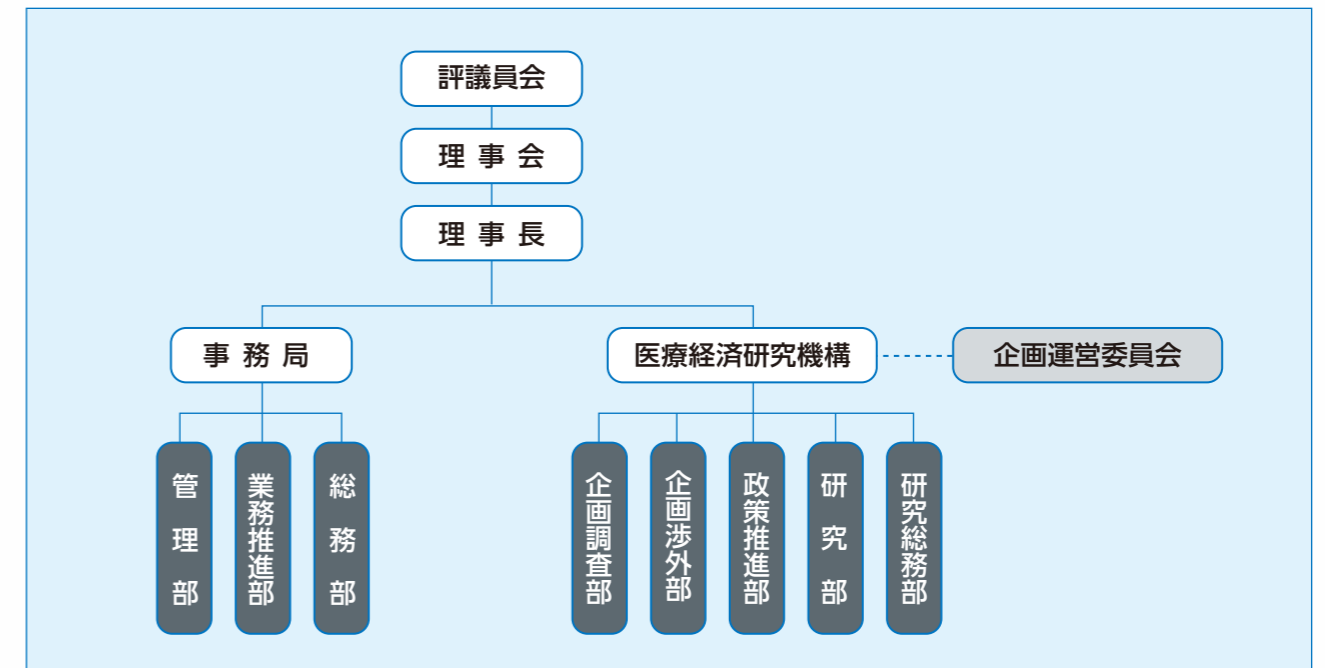 評議員会
理事会
理事長
事務局
医療経済研究機構
企画運営委員会
管理部
業務推進部
総務部
企画調査部
企画渉外部
政策推進部
研究部
研究総務部